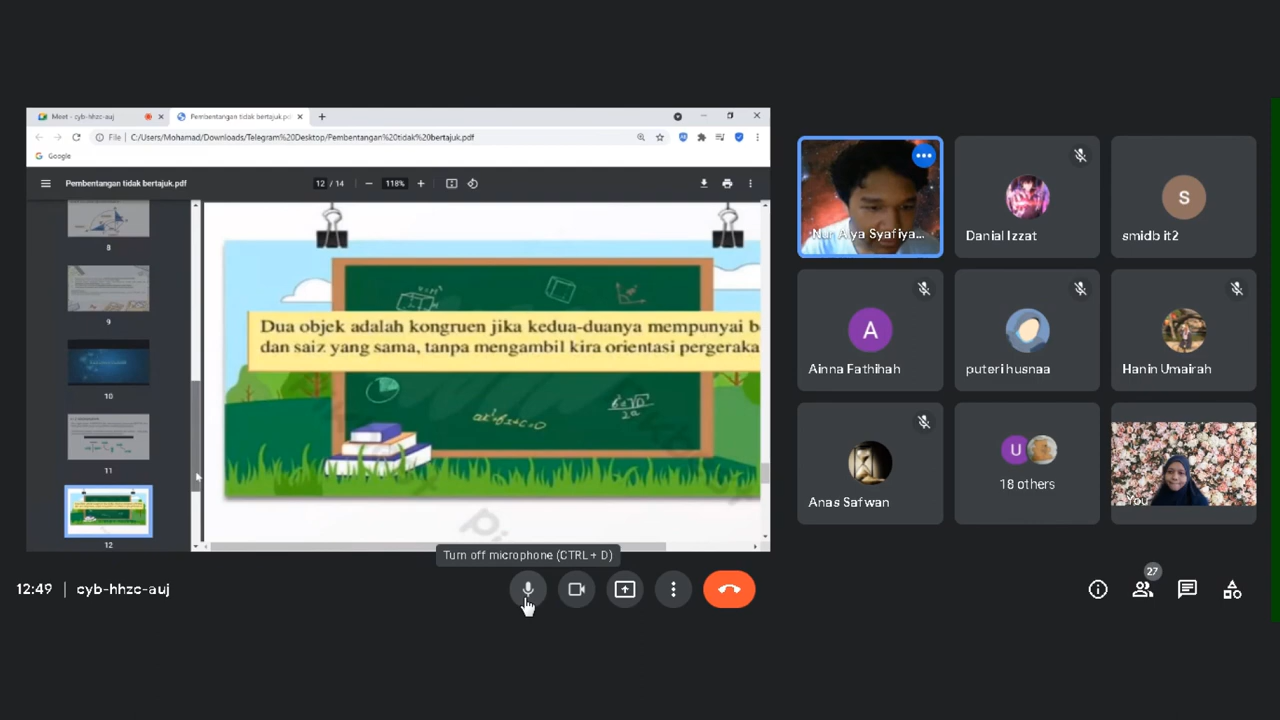 Meet - cyb-hhzc-auj
Pembentangan tidak bertajuk.pd
File
C:/Users/Mohamad/Downloads/Telegram%20Desktop/Pembentangan%20tidak%20bertajuk.pdf
Google
Pembentangan tidak bertajuk.pdf
12 / 14
118%
8
9
10
11
12
Dua objek adalah kongruen jika kedua-duanya mempunyai b
dan saiz yang sama, tanpa mengambil kira orientasi pergeraka
Nur Alya Syafiya...
Danial Izzat
S
smidb it2
A
Ainna Fathihah
puteri husnaa
Hanin Umairah
Anas Safwan
U
18 others
You
Turn off microphone (CTRL + D)
12:49
cyb-hhzc-auj
27